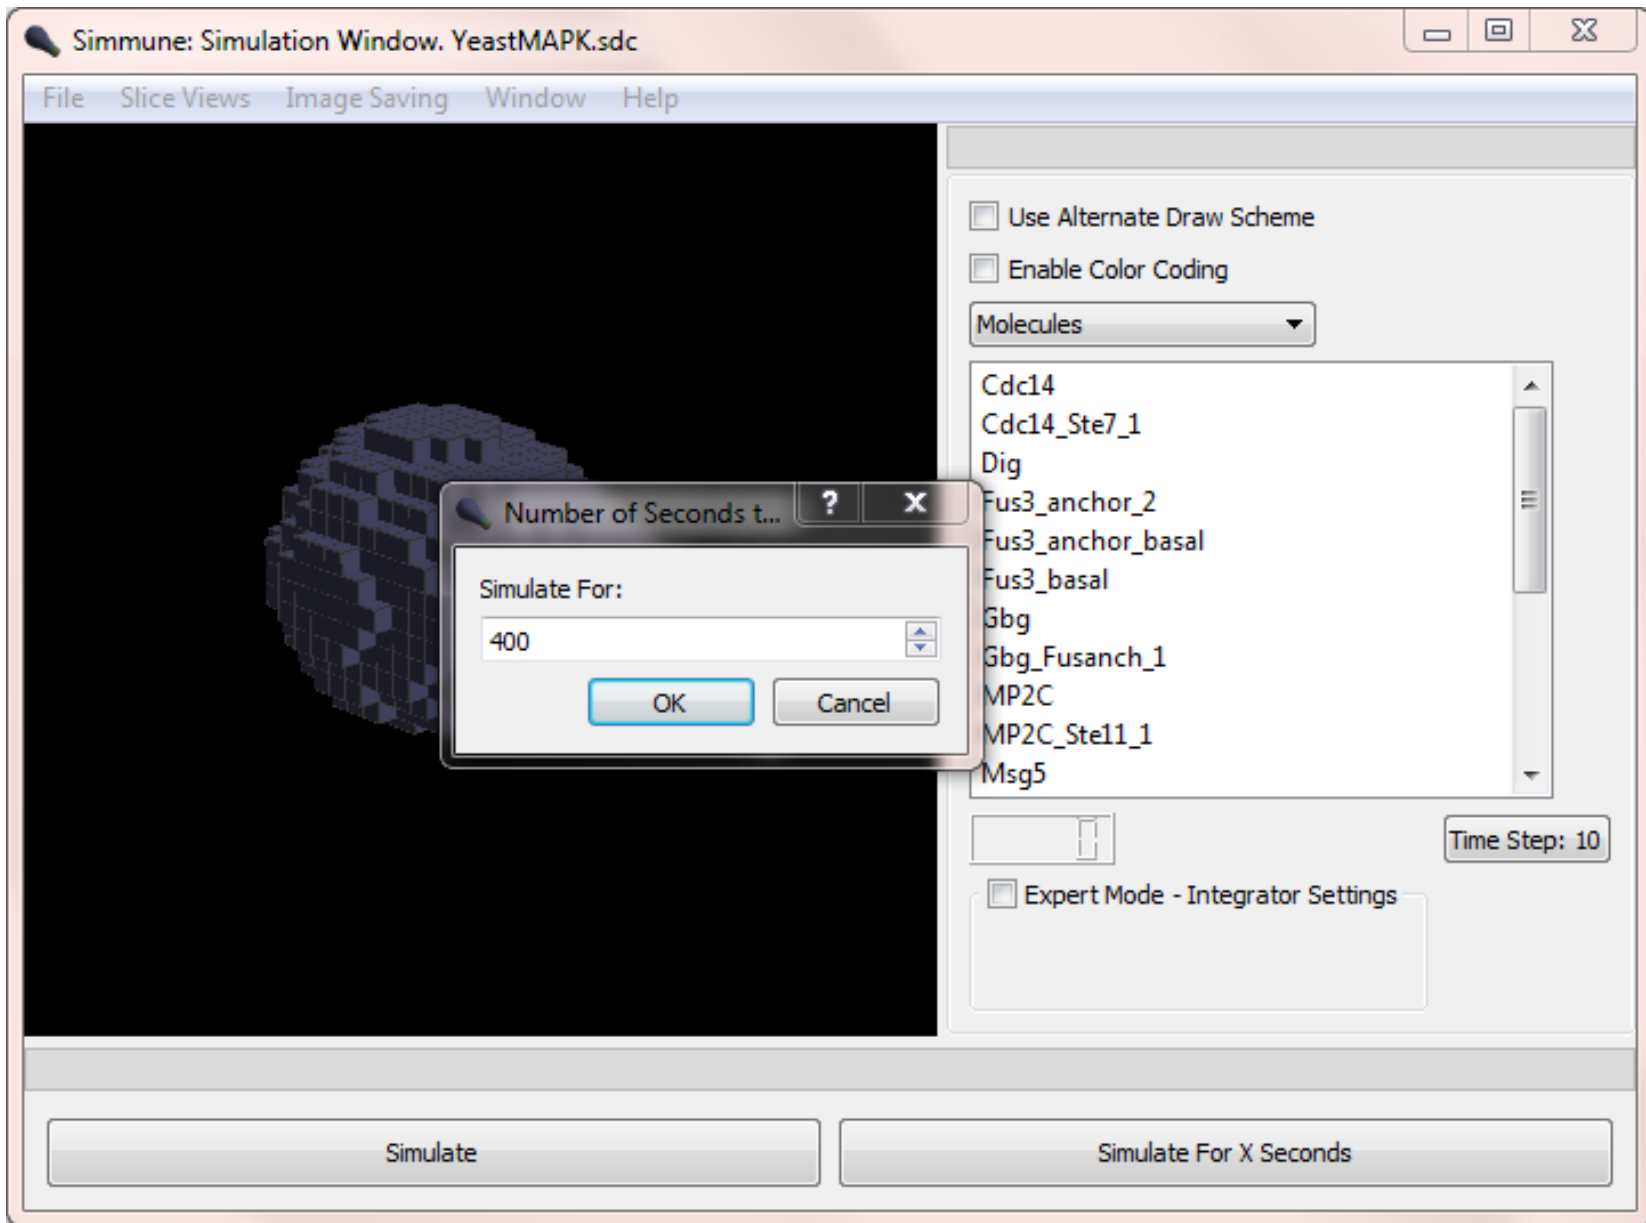 Simmune: Simulation Window. YeastMAPK.sdc
File Slice Views Image Saving Window Help
Use Alternate Draw Scheme
Enable Color Coding
Molecules
Cdc14
Cdc14_Ste7_1
Dig
Fus3_anchor_2
Fus3_anchor_basal
Fus3_basal
Gbg
Gbg_Fusanch_1
MP2C
MP2C_Ste11_1
Msg5
Number of Seconds t...
Simulate For:
400
OK Cancel
0
Time Step: 10
Expert Mode - Integrator Settings
Simulate
Simulate For X Seconds